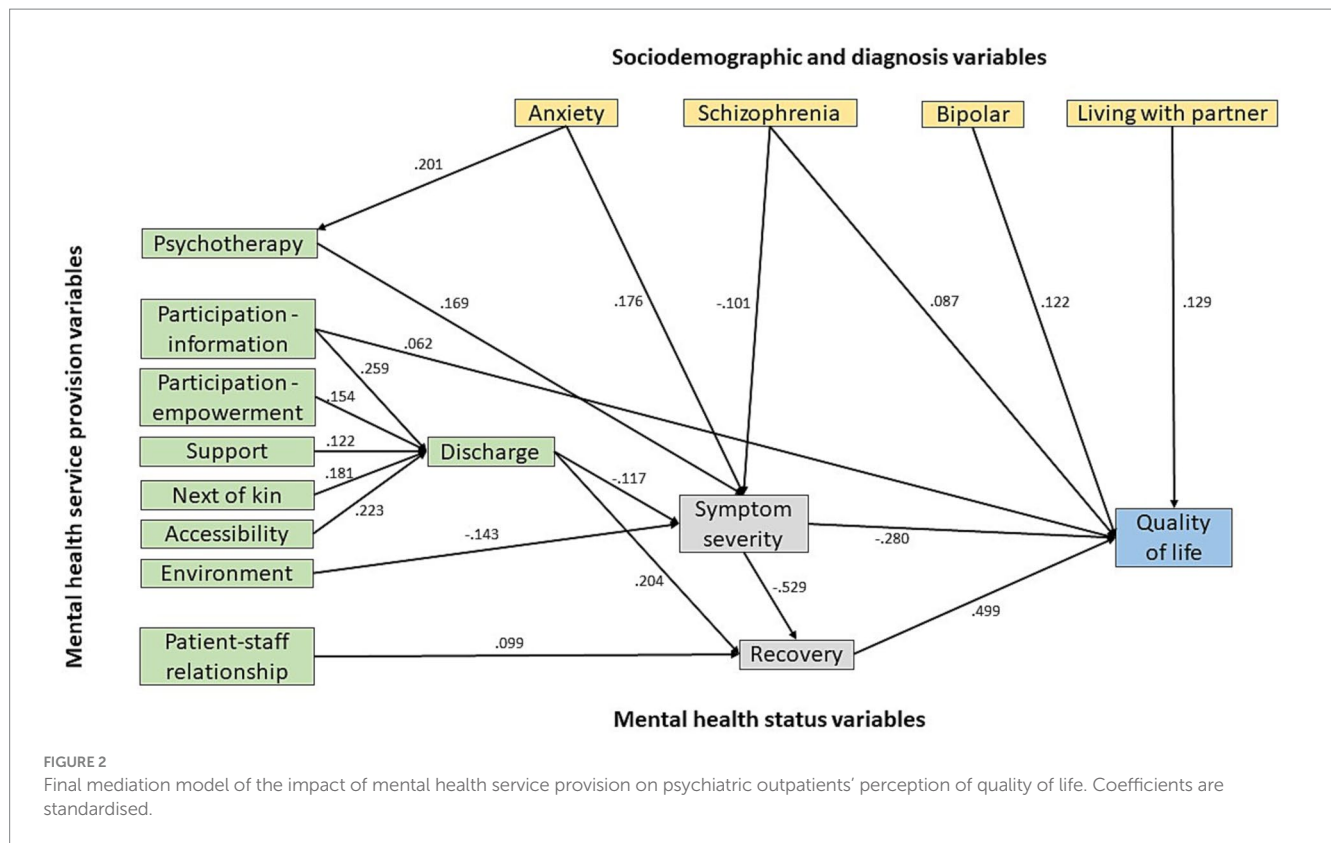 Sociodemographic and diagnosis variables
Anxiety
Schizophrenia
Bipolar
Living with partner
.201
Mental health service provision variables
Psychotherapy
.169
.176
-.101
.087
.122
.129
Participation -
information
.062
.259
Participation -
empowerment
.154
Support
.122
Discharge
Next of kin
.181
-.117
Accessibility
.223
Symptom
severity
-.280
Quality
of life
Environment
-.143
.204
-.529
.499
Patient-staff
relationship
.099
Recovery
Mental health status variables
FIGURE 2
Final mediation model of the impact of mental health service provision on psychiatric outpatients’ perception of quality of life. Coefficients are
standardised.